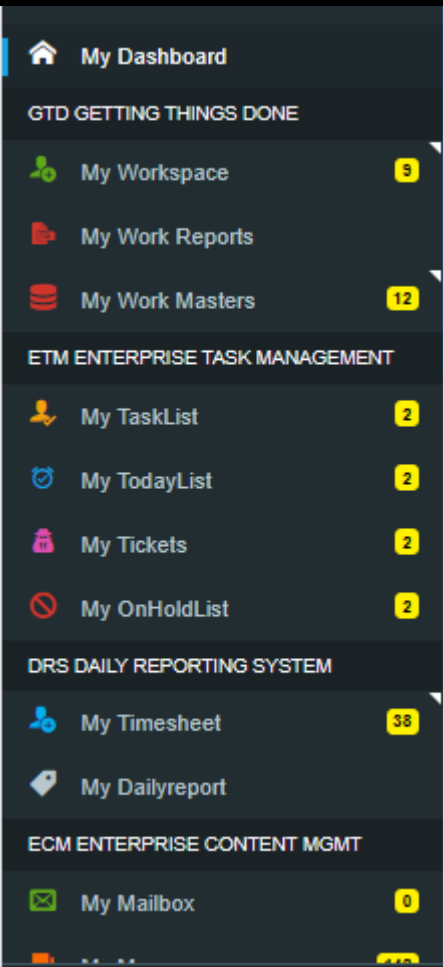 My Dashboard
GTD GETTING THINGS DONE
My Workspace 9
My Work Reports
My Work Masters 12
ETM ENTERPRISE TASK MANAGEMENT
My TaskList 2
My TodayList 2
My Tickets 2
My OnHoldList 2
DRS DAILY REPORTING SYSTEM
My Timesheet 38
My Dailyreport
ECM ENTERPRISE CONTENT MGMT
My Mailbox 0